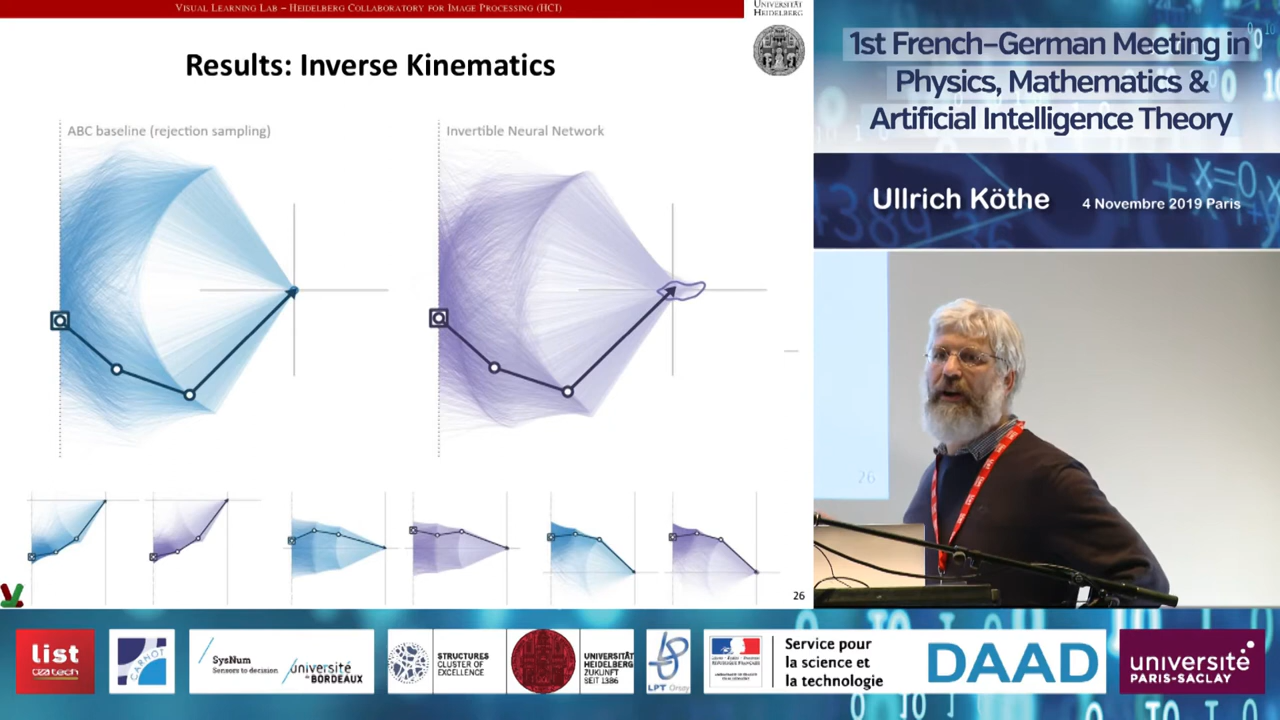 VISUAL LEARNING LAB – HEIDELBERG COLLABORATORY FOR IMAGE PROCESSING (HCI)
UNIVERSITÄT
HEIDELBERG
Results: Inverse Kinematics
ABC baseline (rejection sampling)
Invertible Neural Network
26
1st French–German Meeting in
Physics, Mathematics &
Artificial Intelligence Theory
Ullrich Köthe
4 Novembre 2019 Paris
26
list
cea tech
CARNOT
SysNum
Sensors to decision
université
de BORDEAUX
STRUCTURES
CLUSTER OF
EXCELLENCE
UNIVERSITÄT
HEIDELBERG
ZUKUNFT
SEIT 1386
LPT Orsay
Service pour
la science et
la technologie
DAAD
université
PARIS-SACLAY